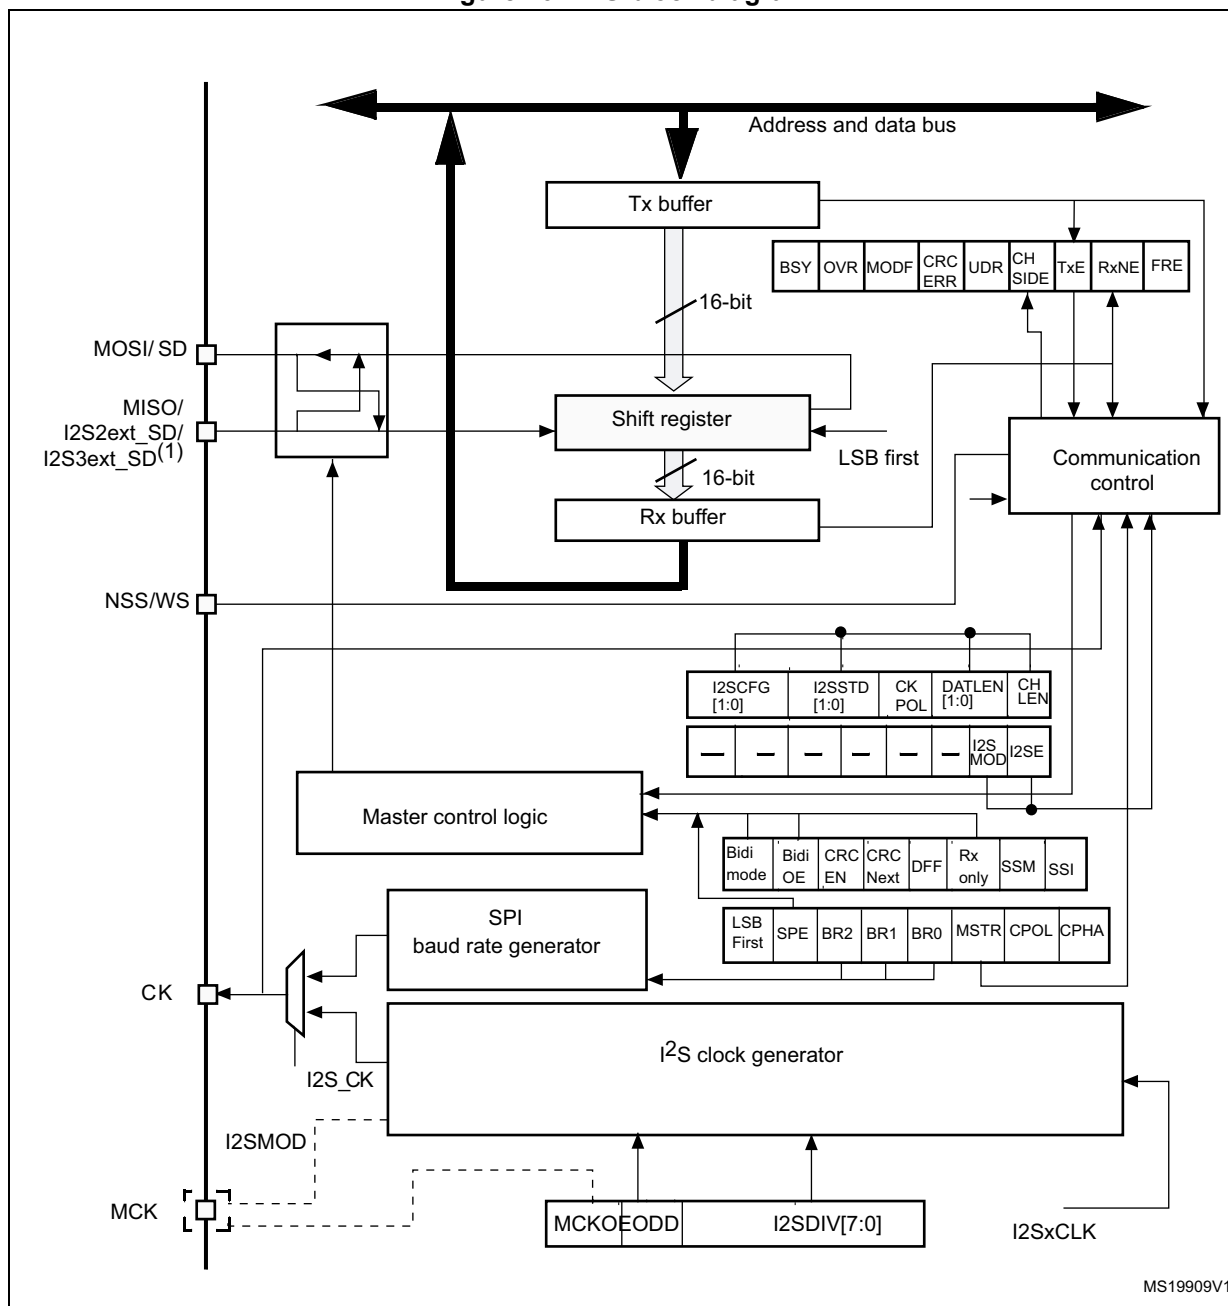 Address and data bus
Tx buffer
BSY OVR MODF CRC ERR UDR CH SIDE TxE RxNE FRE
16-bit
MOSI/ SD
MISO/
I2S2ext_SD/
I2S3ext_SD(1)
Shift register
LSB first
Communication
control
16-bit
Rx buffer
NSS/WS
I2SCFG [1:0] I2SSTD [1:0] CK POL DATLEN [1:0] CH LEN
— — — — — — I2S MOD I2SE
Master control logic
Bidi mode Bidi OE CRC EN CRC Next DFF Rx only SSM SSI
LSB First SPE BR2 BR1 BR0 MSTR CPOL CPHA
SPI
baud rate generator
CK
I2S clock generator
I2S_CK
I2SMOD
MCK
MCKOE ODD I2SDIV[7:0]
I2SxCLK
MS19909V1